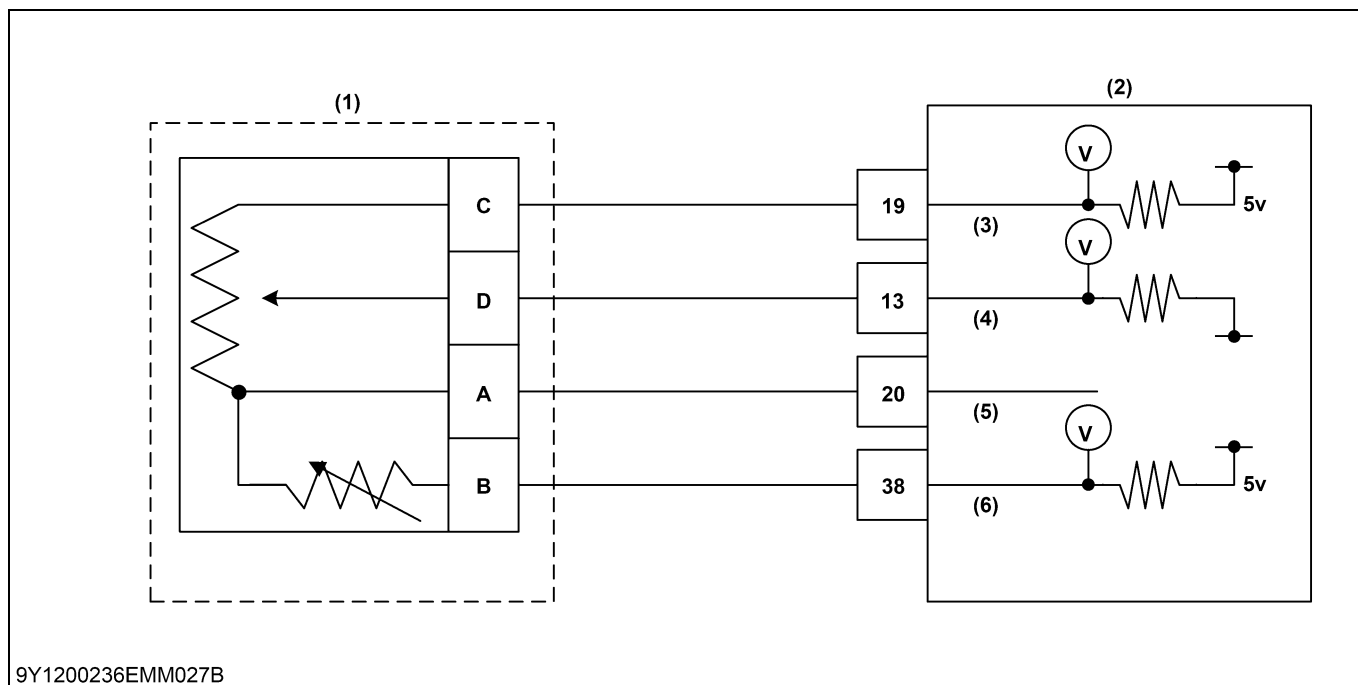 (1)
(2)
C
19
(3)
V
5v
D
13
(4)
V
A
20
(5)
B
38
(6)
V
5v
9Y1200236EMM027B